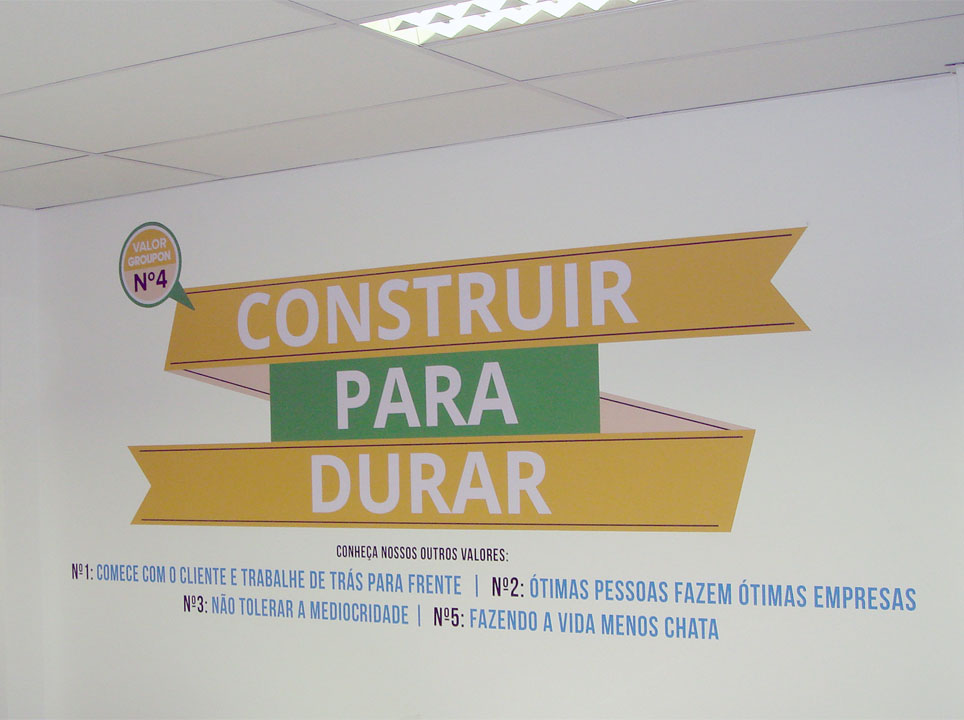 VALOR
GROUPON
Nº4
CONSTRUIR
PARA
DURAR
CONHEÇA NOSSOS OUTROS VALORES:
Nº1: COMECE COM O CLIENTE E TRABALHE DE TRÁS PARA FRENTE | Nº2: ÓTIMAS PESSOAS FAZEM ÓTIMAS EMPRESAS
Nº3: NÃO TOLERAR A MEDIOCRIDADE | Nº5: FAZENDO A VIDA MENOS CHATA